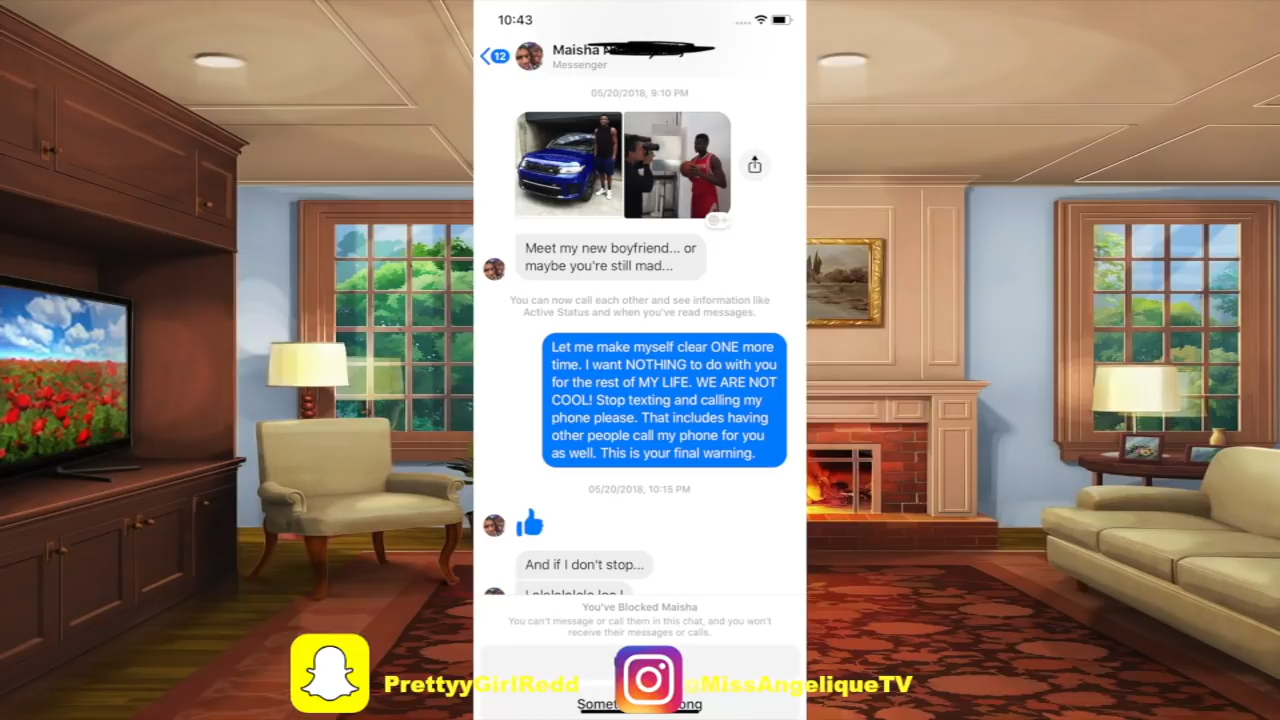 10:43
12
Maisha
Messenger
05/20/2018, 9:10 PM
Meet my new boyfriend... or
maybe you're still mad...
You can now call each other and see information like
Active Status and when you've read messages.
Let me make myself clear ONE more
time. I want NOTHING to do with you
for the rest of MY LIFE. WE ARE NOT
COOL! Stop texting and calling my
phone please. That includes having
other people call my phone for you
as well. This is your final warning.
05/20/2018, 10:15 PM
And if I don't stop...
You've Blocked Maisha
You can't message or call them in this chat, and you won't
receive their messages or calls.
PrettyyGirlRedd
MissAngeliqueTV